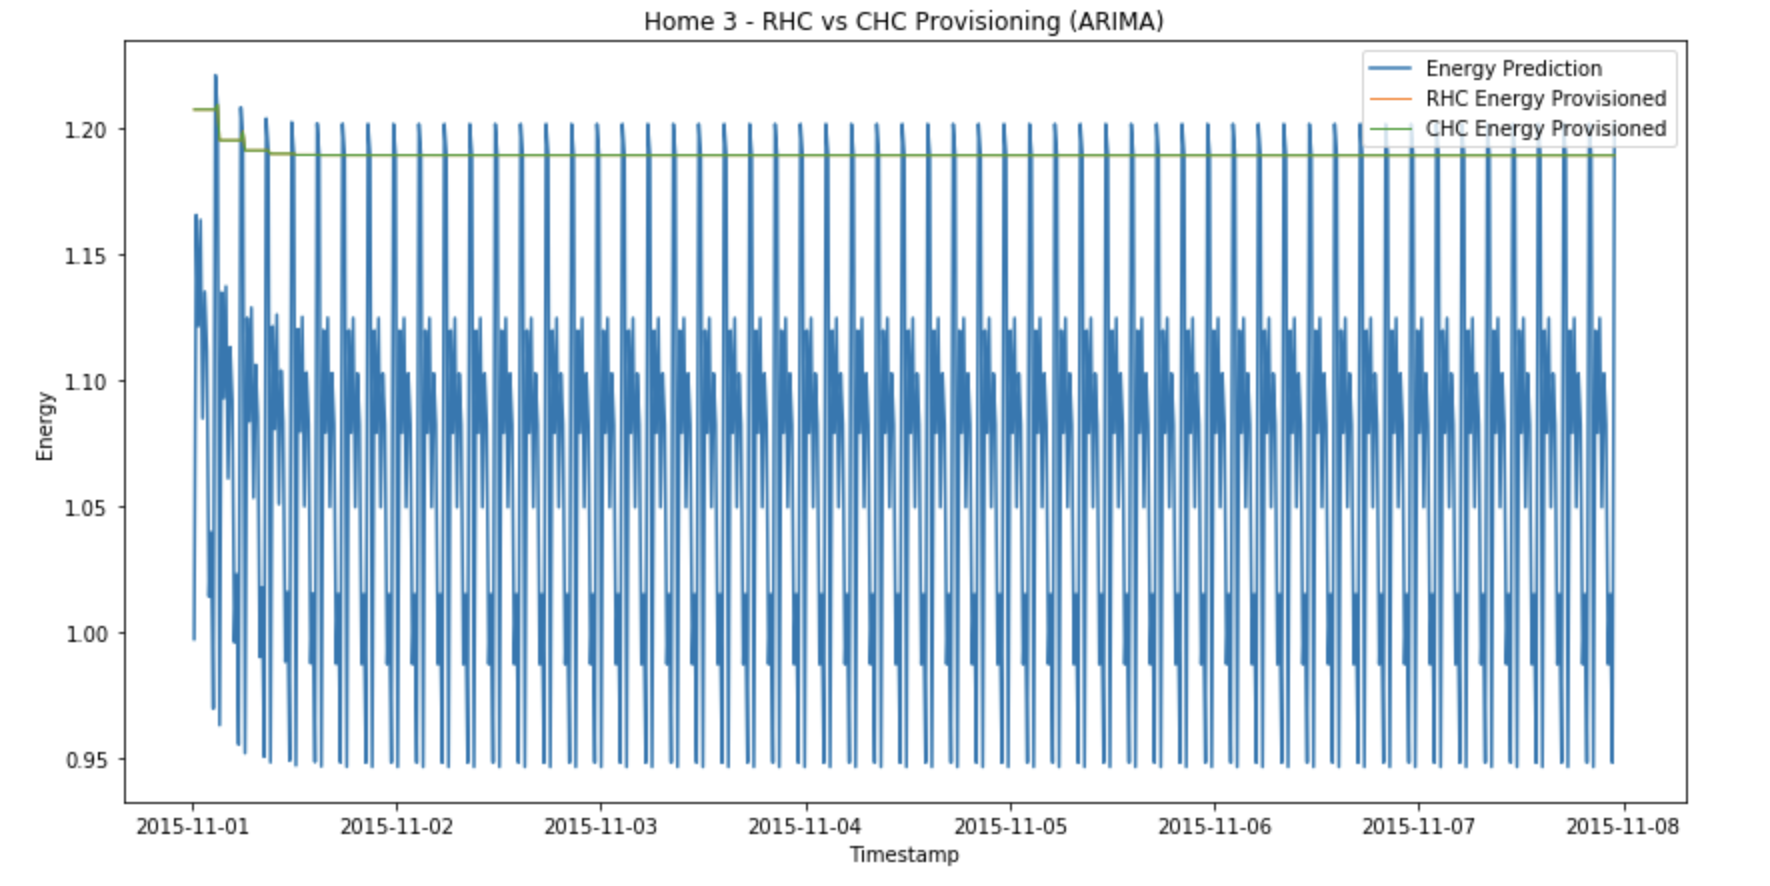 Home 3 - RHC vs CHC Provisioning (ARIMA)
Energy Prediction
RHC Energy Provisioned
CHC Energy Provisioned
1.20
1.15
1.10
1.05
1.00
0.95
Energy
2015-11-01 2015-11-02 2015-11-03 2015-11-04 2015-11-05 2015-11-06 2015-11-07 2015-11-08
Timestamp